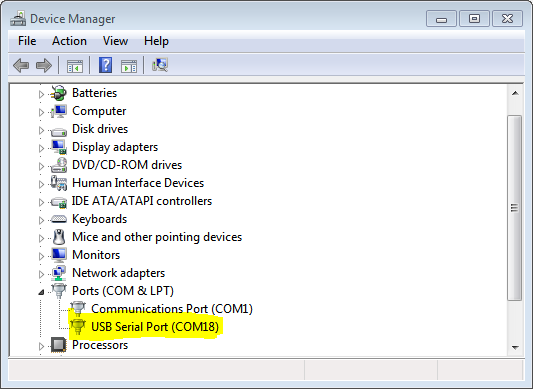 Device Manager
File Action View Help
Batteries
Computer
Disk drives
Display adapters
DVD/CD-ROM drives
Human Interface Devices
IDE ATA/ATAPI controllers
Keyboards
Mice and other pointing devices
Monitors
Network adapters
Ports (COM & LPT)
Communications Port (COM1)
USB Serial Port (COM18)
Processors